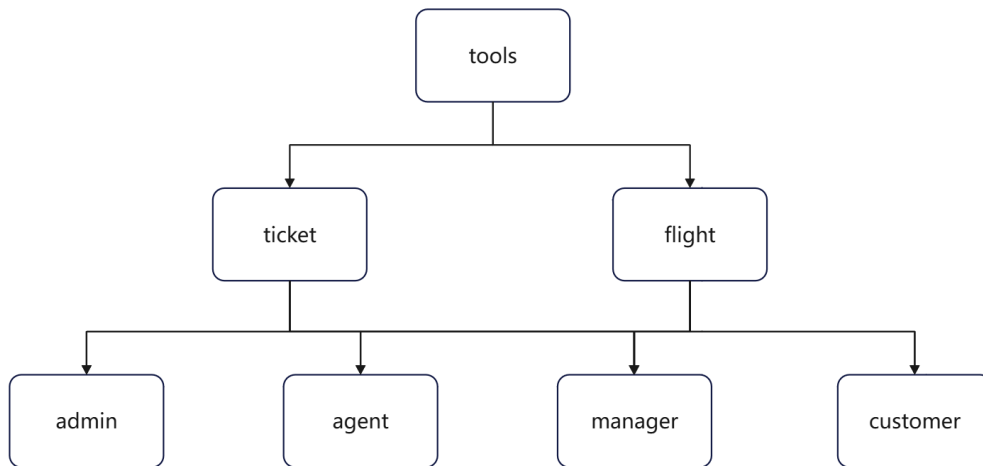 tools
ticket
flight
admin
agent
manager
customer